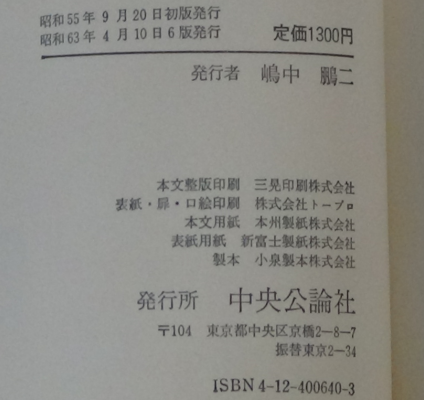 昭和55年9月20日初版発行
昭和63年4月10日6版発行
定価1300円
発行者 嶋中 鵬二
本文整版印刷 三晃印刷株式会社
表紙・扉・口絵印刷 株式会社トープロ
本文用紙 本州製紙株式会社
表紙用紙 新富士製紙株式会社
製本 小泉製本株式会社
発行所 中央公論社
〒104 東京都中央区京橋2-8-7
振替東京2-34
ISBN4-12-400640-3